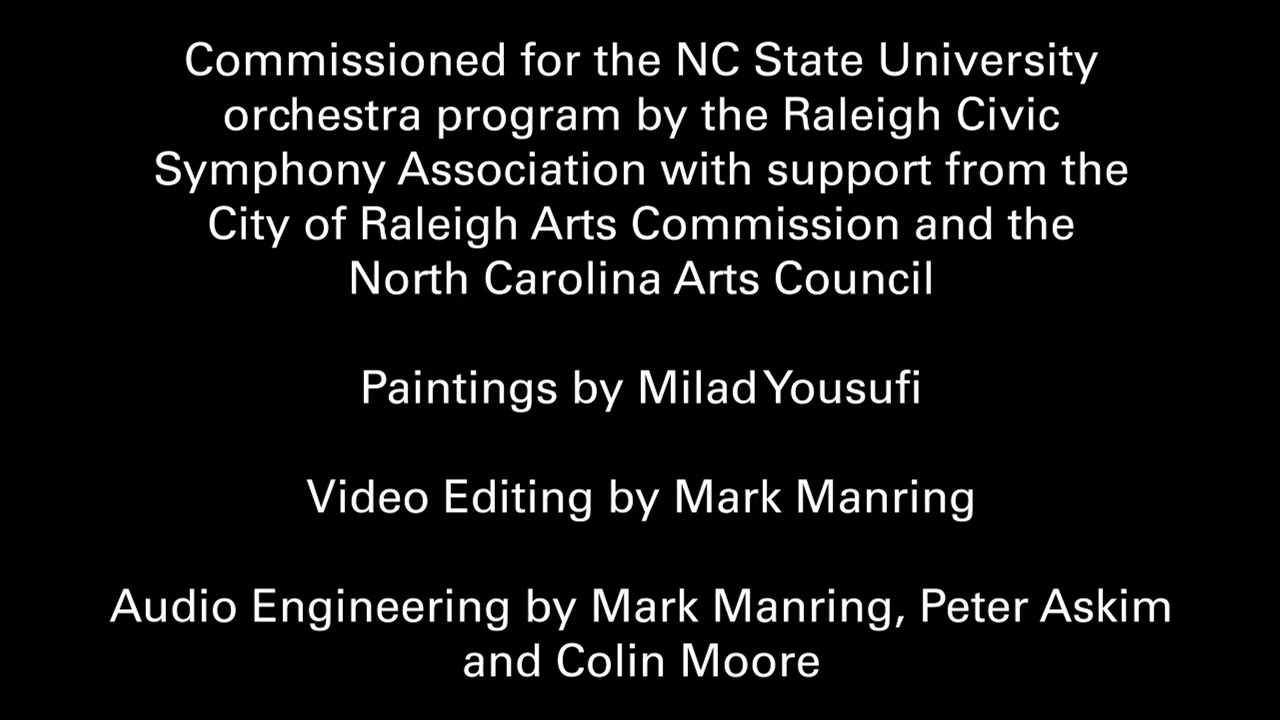 Commissioned for the NC State University
orchestra program by the Raleigh Civic
Symphony Association with support from the
City of Raleigh Arts Commission and the
North Carolina Arts Council
Paintings by Milad Yousufi
Video Editing by Mark Manring
Audio Engineering by Mark Manring, Peter Askim
and Colin Moore